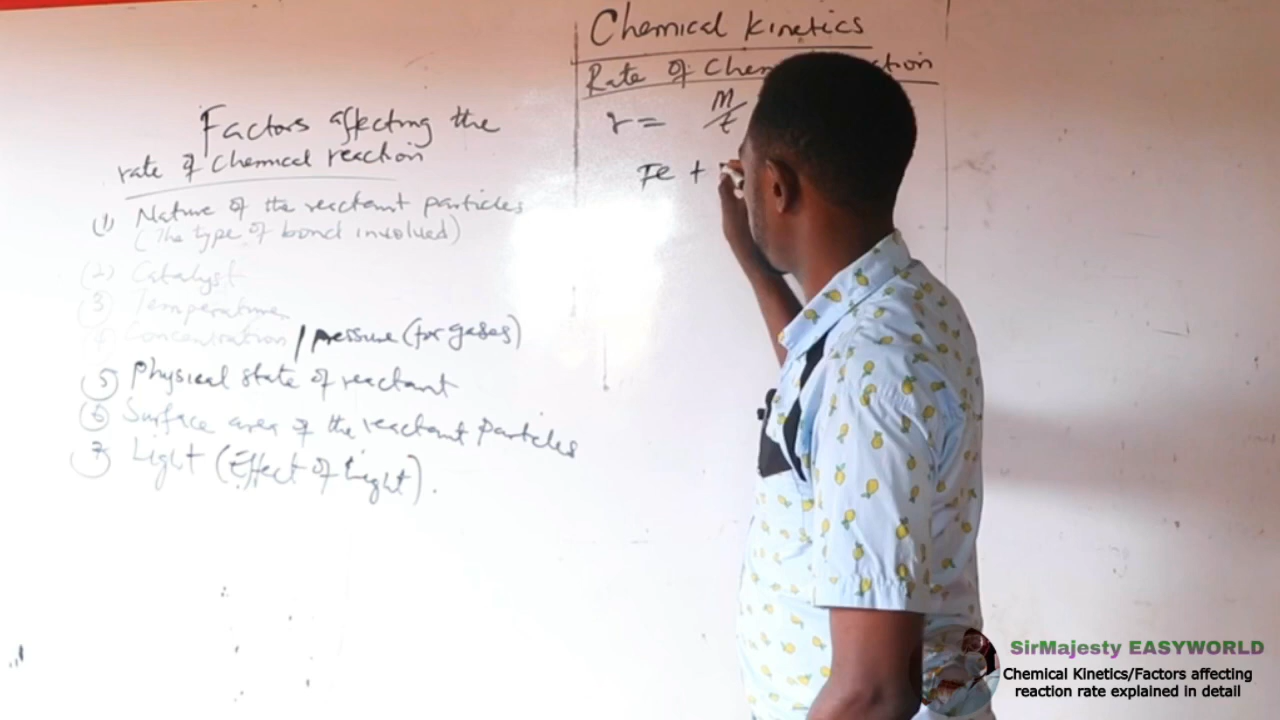 Chemical Kinetics
Rate of Chem ction
r = M/t
Fe +
Factors affecting the
rate of Chemical reaction
(1) Nature of the reactant particles
(The type of bond involved)
(2) Catalyst
(3) Temperature
4 Concentration / pressure (for gases)
(5) Physical state of reactant
(6) Surface area of the reactant particles
7) Light (Effect of Light).
SirMajesty EASYWORLD
Chemical Kinetics/Factors affecting
reaction rate explained in detail